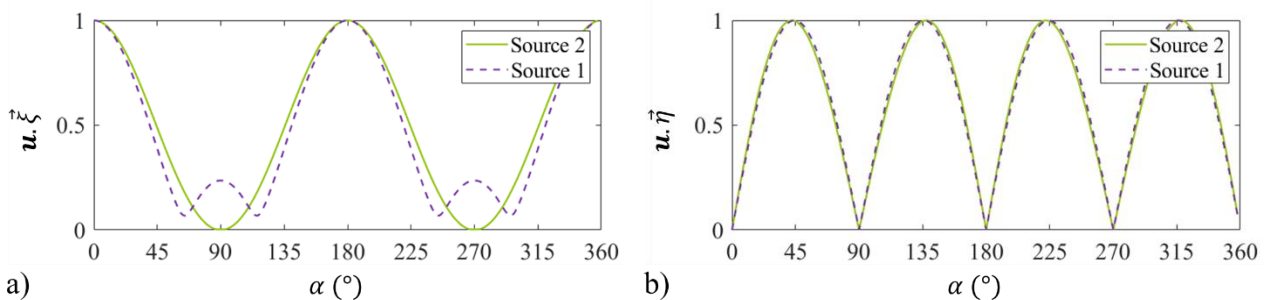 1
0.5
0
𝒖.ξ⃗
Source 2
Source 1
0 45 90 135 180 225 270 315 360
a) α (°)
1
0.5
0
𝒖.η⃗
Source 2
Source 1
0 45 90 135 180 225 270 315 360
b) α (°)